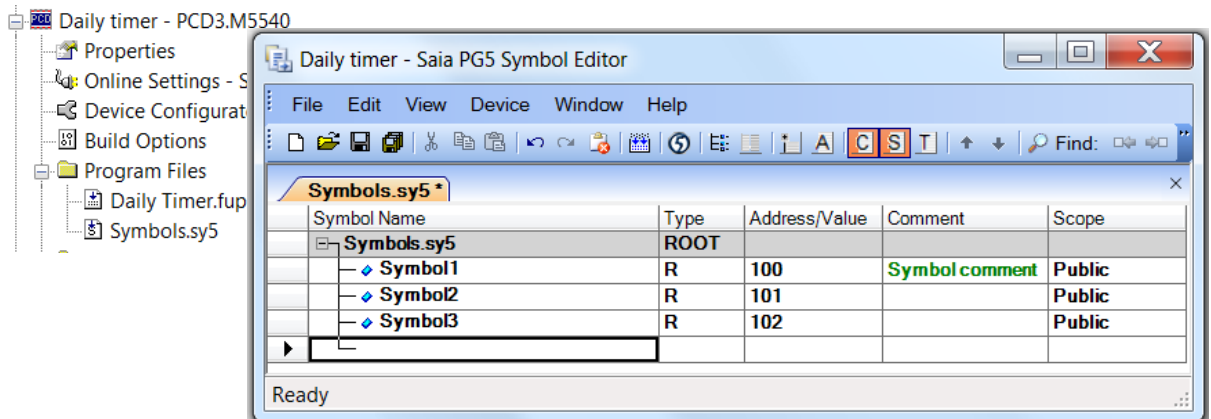 Daily timer - PCD3.M5540
Properties
Online Settings - S
Device Configurat
Build Options
Program Files
Daily Timer.fup
Symbols.sy5
Daily timer - Saia PG5 Symbol Editor
File Edit View Device Window Help
A C S T Find:
Symbols.sy5 *
Symbol Name Type Address/Value Comment Scope
Symbols.sy5 ROOT
Symbol1 R 100 Symbol comment Public
Symbol2 R 101 Public
Symbol3 R 102 Public
Ready